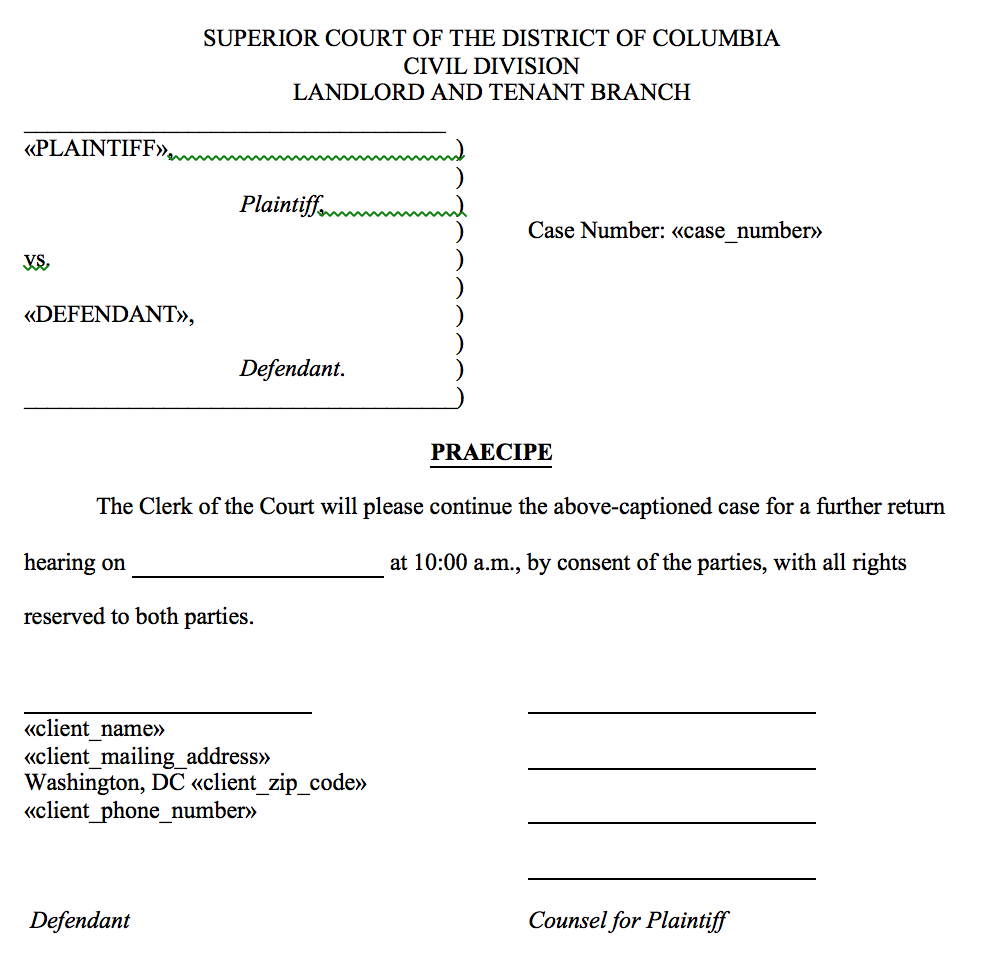 SUPERIOR COURT OF THE DISTRICT OF COLUMBIA
CIVIL DIVISION
LANDLORD AND TENANT BRANCH
«PLAINTIFF», )
)
Plaintiff, )
) Case Number: «case_number»
vs. )
)
«DEFENDANT», )
)
Defendant. )
)
PRAECIPE
The Clerk of the Court will please continue the above-captioned case for a further return
hearing on ____________________ at 10:00 a.m., by consent of the parties, with all rights
reserved to both parties.
«client_name»
«client_mailing_address»
Washington, DC «client_zip_code»
«client_phone_number»
Defendant Counsel for Plaintiff